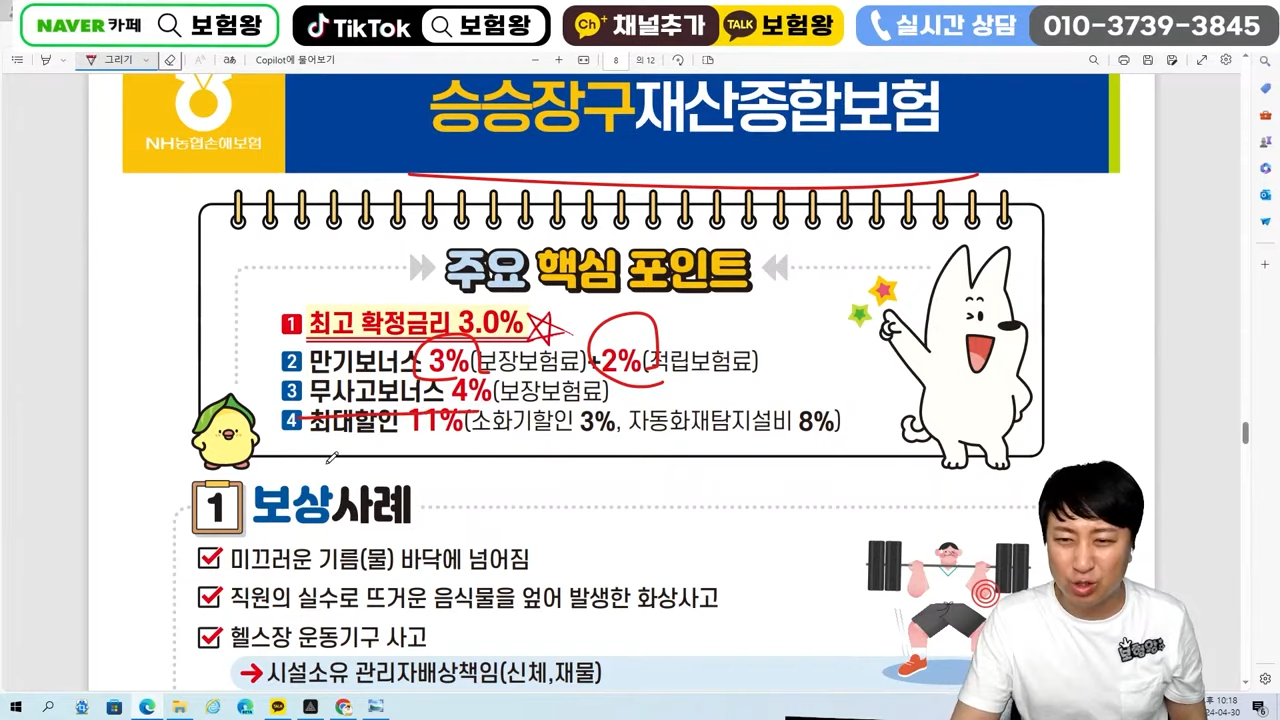 NAVER 카페 보험왕
TikTok 보험왕
Ch+ 채널추가 TALK 보험왕
실시간 상담 010-3739-3845
그리기
aあ
Copilot에 물어보기
8 의 12
NH농협손해보험
승승장구재산종합보험
주요 핵심 포인트
1 최고 확정금리 3.0%
2 만기보너스 3%(보장보험료)+2%(적립보험료)
3 무사고보너스 4%(보장보험료)
4 최대할인 11%(소화기할인 3%, 자동화재탐지설비 8%)
1 보상사례
미끄러운 기름(물) 바닥에 넘어짐
직원의 실수로 뜨거운 음식물을 엎어 발생한 화상사고
헬스장 운동기구 사고
시설소유 관리자배상책임(신체,재물)
보험왕
10:18
04-30